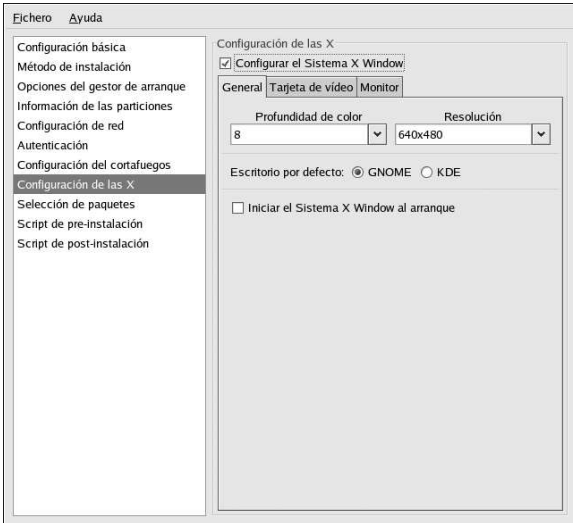 Fichero Ayuda
Configuración básica
Método de instalación
Opciones del gestor de arranque
Información de las particiones
Configuración de red
Autenticación
Configuración del cortafuegos
Configuración de las X
Selección de paquetes
Script de pre-instalación
Script de post-instalación
Configuración de las X
Configurar el Sistema X Window
General Tarjeta de vídeo Monitor
Profundidad de color Resolución
8 640x480
Escritorio por defecto: GNOME KDE
Iniciar el Sistema X Window al arranque